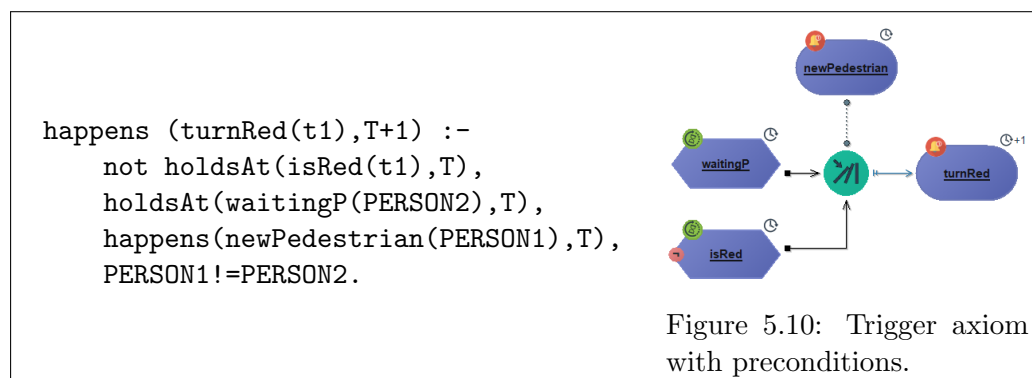 happens (turnRed(t1),T+1) :-
    not holdsAt(isRed(t1),T),
    holdsAt(waitingP(PERSON2),T),
    happens(newPedestrian(PERSON1),T),
    PERSON1!=PERSON2.
newPedestrian
waitingP
+1
turnRed
¬
isRed
Figure 5.10: Trigger axiom
with preconditions.